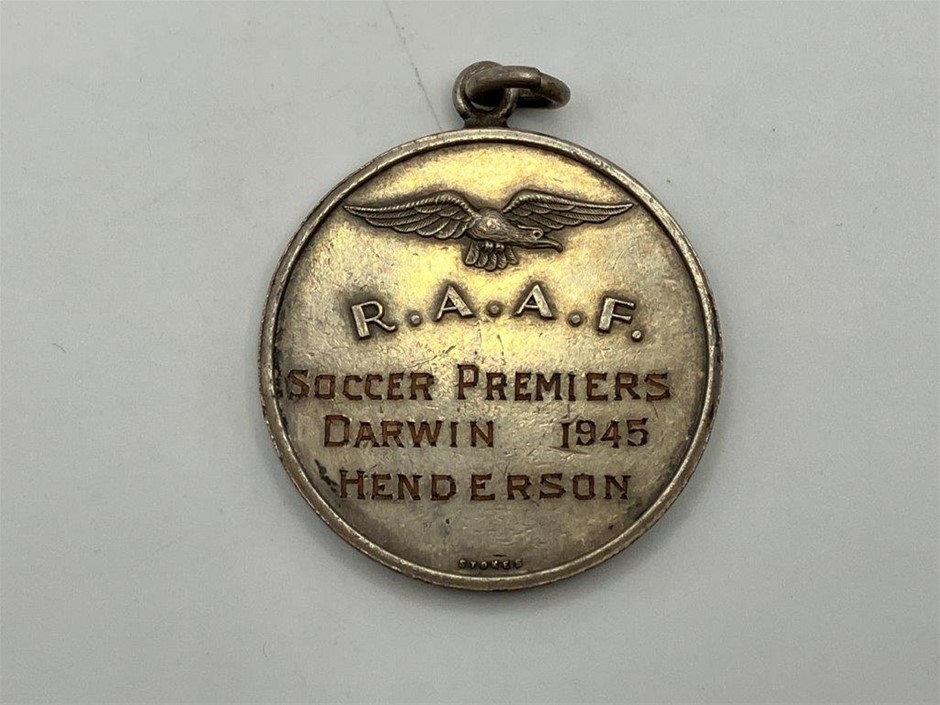 R.A.A.F.
SOCCER PREMIERS
DARWIN 1945
HENDERSON
STOKES